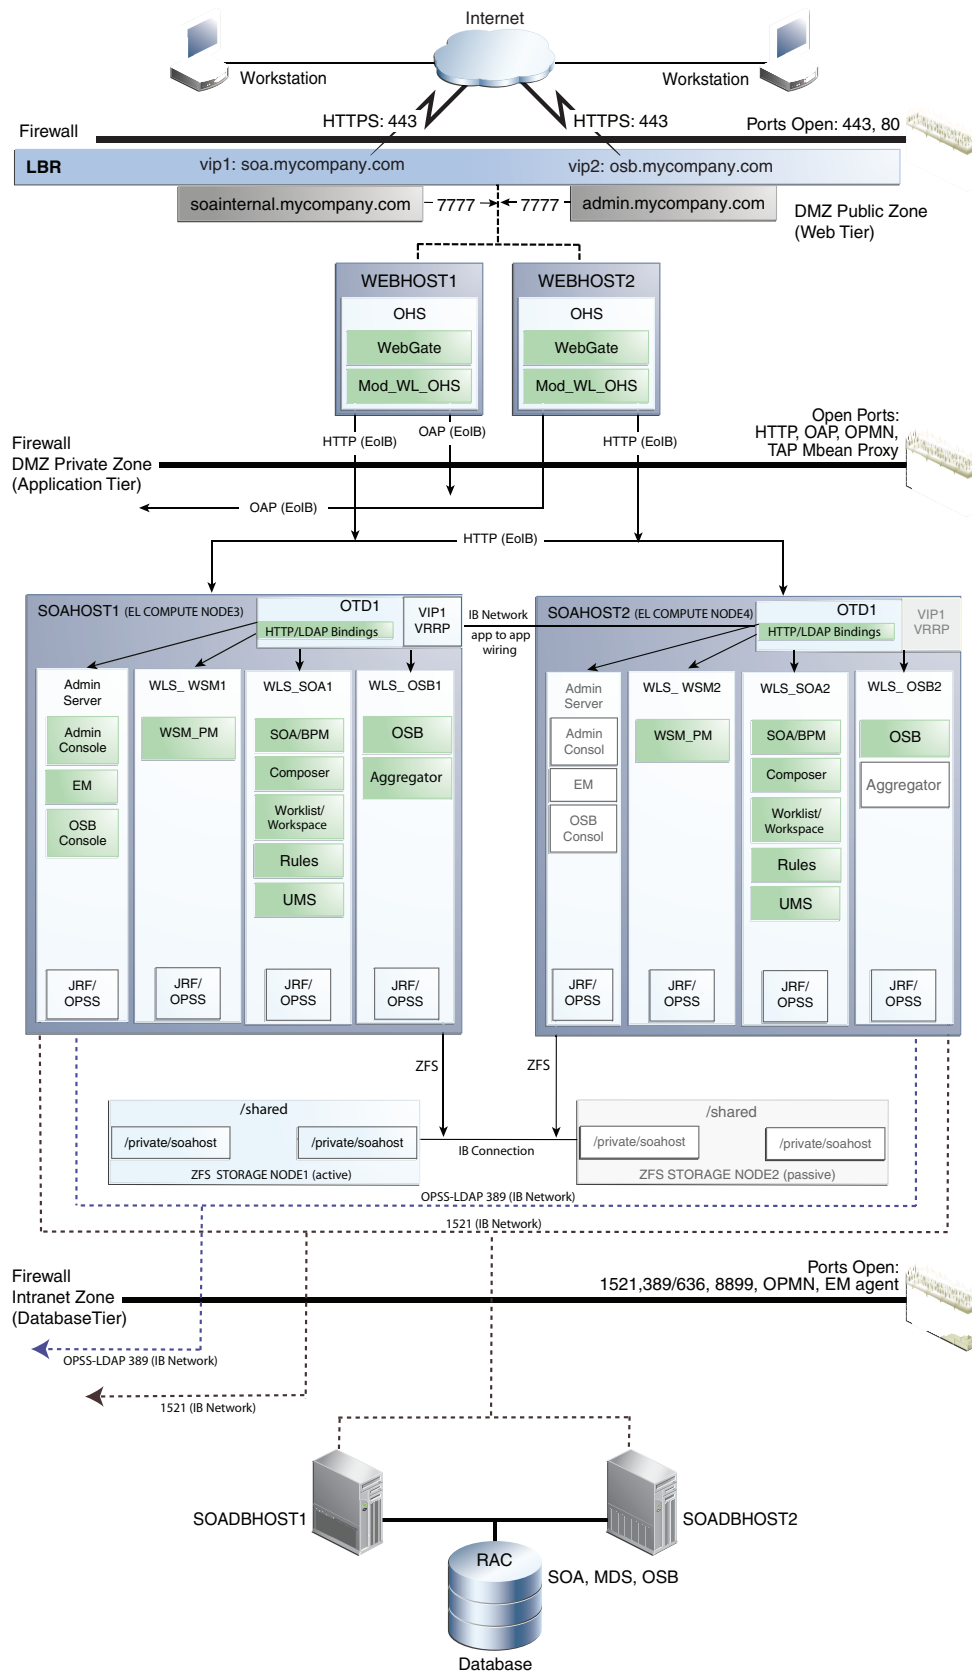 Internet
Workstation
Workstation
HTTPS: 443
HTTPS: 443
Firewall
Ports Open: 443, 80
LBR
vip1: soa.mycompany.com
vip2: osb.mycompany.com
soainternal.mycompany.com
7777
7777
admin.mycompany.com
DMZ Public Zone
(Web Tier)
WEBHOST1
OHS
WebGate
Mod_WL_OHS
WEBHOST2
OHS
WebGate
Mod_WL_OHS
HTTP (EoIB)
OAP (EoIB)
HTTP (EoIB)
Open Ports:
HTTP, OAP, OPMN,
TAP Mbean Proxy
Firewall
DMZ Private Zone
(Application Tier)
OAP (EoIB)
HTTP (EoIB)
SOAHOST1 (EL COMPUTE NODE3)
OTD1
HTTP/LDAP Bindings
VIP1
VRRP
IB Network
app to app
wiring
SOAHOST2 (EL COMPUTE NODE4)
OTD1
HTTP/LDAP Bindings
VIP1
VRRP
Admin
Server
Admin
Console
EM
OSB
Console
JRF/
OPSS
WLS_ WSM1
WSM_PM
JRF/
OPSS
WLS_SOA1
SOA/BPM
Composer
Worklist/
Workspace
Rules
UMS
JRF/
OPSS
WLS_ OSB1
OSB
Aggregator
JRF/
OPSS
Admin
Server
Admin
Consol
EM
OSB
Consol
JRF/
OPSS
WLS_ WSM2
WSM_PM
JRF/
OPSS
WLS_SOA2
SOA/BPM
Composer
Worklist/
Workspace
Rules
UMS
JRF/
OPSS
WLS_ OSB2
OSB
Aggregator
JRF/
OPSS
ZFS
ZFS
/shared
/private/soahost
/private/soahost
ZFS STORAGE NODE1 (active)
IB Connection
/shared
/private/soahost
/private/soahost
ZFS STORAGE NODE2 (passive)
OPSS-LDAP 389 (IB Network)
1521 (IB Network)
Firewall
Intranet Zone
(DatabaseTier)
Ports Open:
1521,389/636, 8899, OPMN, EM agent
OPSS-LDAP 389 (IB Network)
1521 (IB Network)
SOADBHOST1
SOADBHOST2
RAC
SOA, MDS, OSB
Database